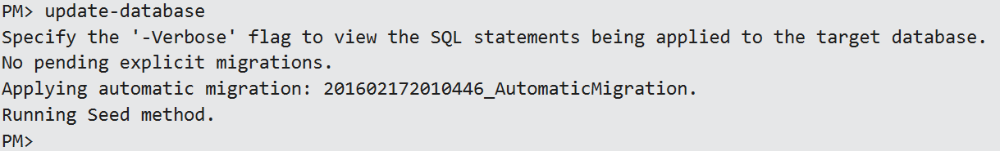 PM> update-database
Specify the '-Verbose' flag to view the SQL statements being applied to the target database.
No pending explicit migrations.
Applying automatic migration: 201602172010446_AutomaticMigration.
Running Seed method.
PM>